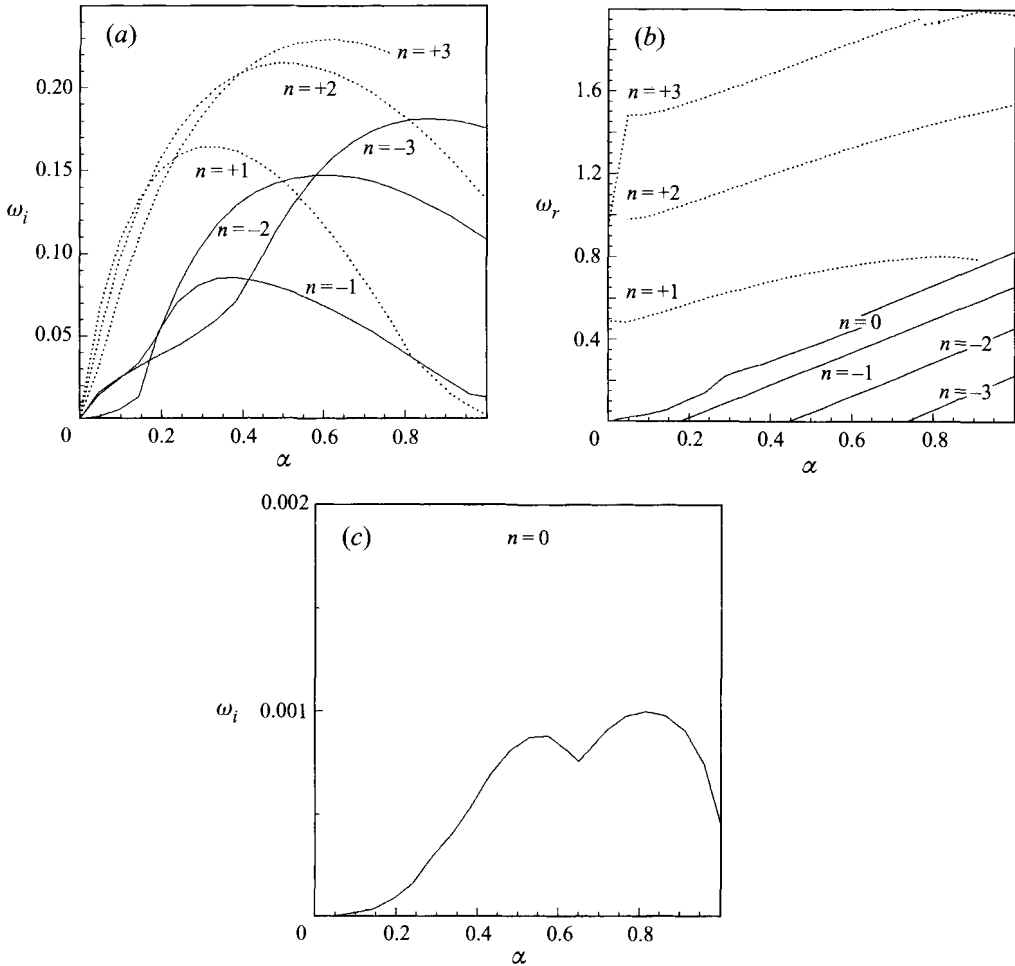 (a)
n = +3
n = +2
n = –3
n = +1
n = –2
n = –1
ω_i
0.20
0.15
0.10
0.05
0
0.2
0.4
0.6
0.8
α
(b)
n = +3
n = +2
n = +1
n = 0
n = –1
n = –2
n = –3
ω_r
1.6
1.2
0.8
0.4
0
0.2
0.4
0.6
0.8
α
(c)
n = 0
ω_i
0.002
0.001
0
0.2
0.4
0.6
0.8
α